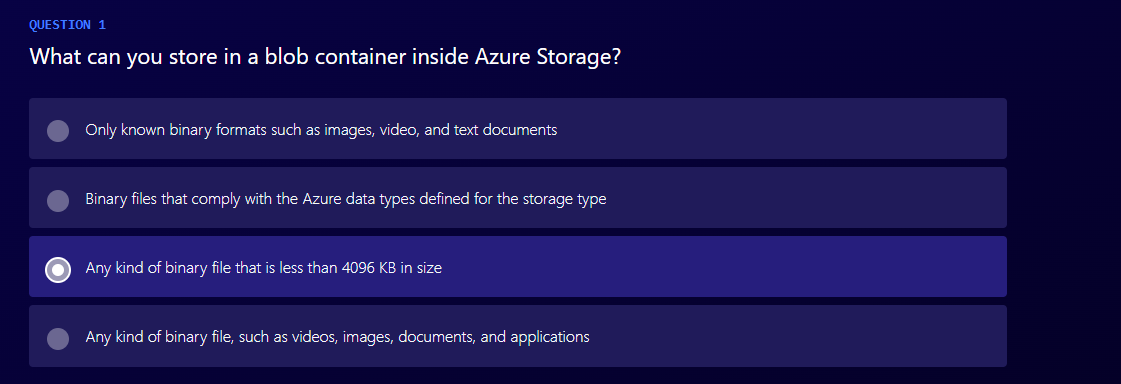 QUESTION 1
What can you store in a blob container inside Azure Storage?
Only known binary formats such as images, video, and text documents
Binary files that comply with the Azure data types defined for the storage type
Any kind of binary file that is less than 4096 KB in size
Any kind of binary file, such as videos, images, documents, and applications